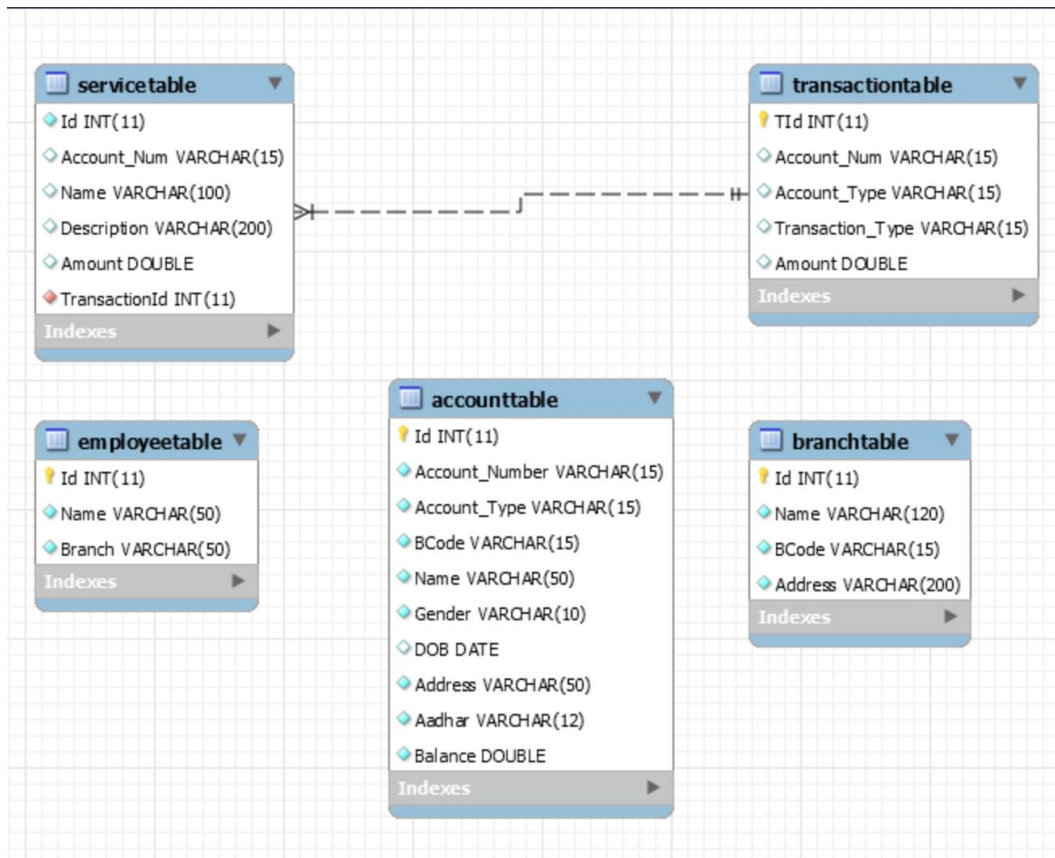 servicetable
Id INT(11)
Account_Num VARCHAR(15)
Name VARCHAR(100)
Description VARCHAR(200)
Amount DOUBLE
TransactionId INT(11)
Indexes
transactiontable
TId INT(11)
Account_Num VARCHAR(15)
Account_Type VARCHAR(15)
Transaction_Type VARCHAR(15)
Amount DOUBLE
Indexes
employeetable
Id INT(11)
Name VARCHAR(50)
Branch VARCHAR(50)
Indexes
accounttable
Id INT(11)
Account_Number VARCHAR(15)
Account_Type VARCHAR(15)
BCode VARCHAR(15)
Name VARCHAR(50)
Gender VARCHAR(10)
DOB DATE
Address VARCHAR(50)
Aadhar VARCHAR(12)
Balance DOUBLE
Indexes
branchtable
Id INT(11)
Name VARCHAR(120)
BCode VARCHAR(15)
Address VARCHAR(200)
Indexes